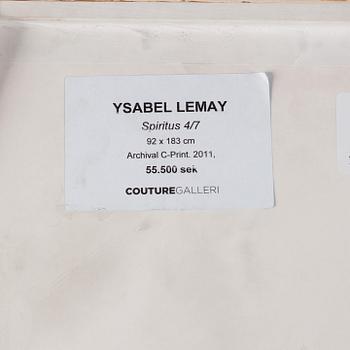 YSABEL LEMAY
Spiritus 4/7
92 x 183 cm
Archival C-Print. 2011,
55.500 sek
COUTUREGALLERI